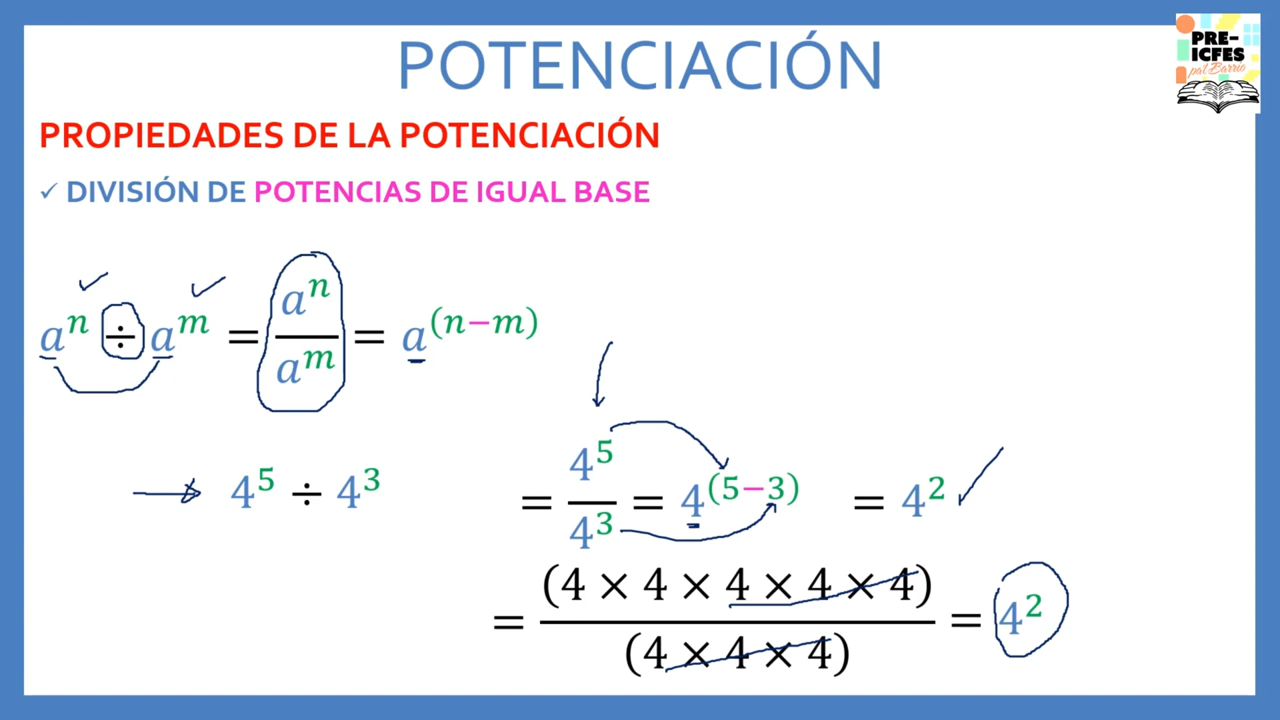 POTENCIACIÓN
PRE-
ICFES
pal Barrio
PROPIEDADES DE LA POTENCIACIÓN
✓ DIVISIÓN DE POTENCIAS DE IGUAL BASE
aⁿ ÷ aᵐ = aⁿ / aᵐ = a⁽ⁿ⁻ᵐ⁾
4⁵ ÷ 4³ = 4⁵ / 4³ = 4⁽⁵⁻³⁾ = 4²
= (4 × 4 × 4 × 4 × 4) / (4 × 4 × 4) = 4²